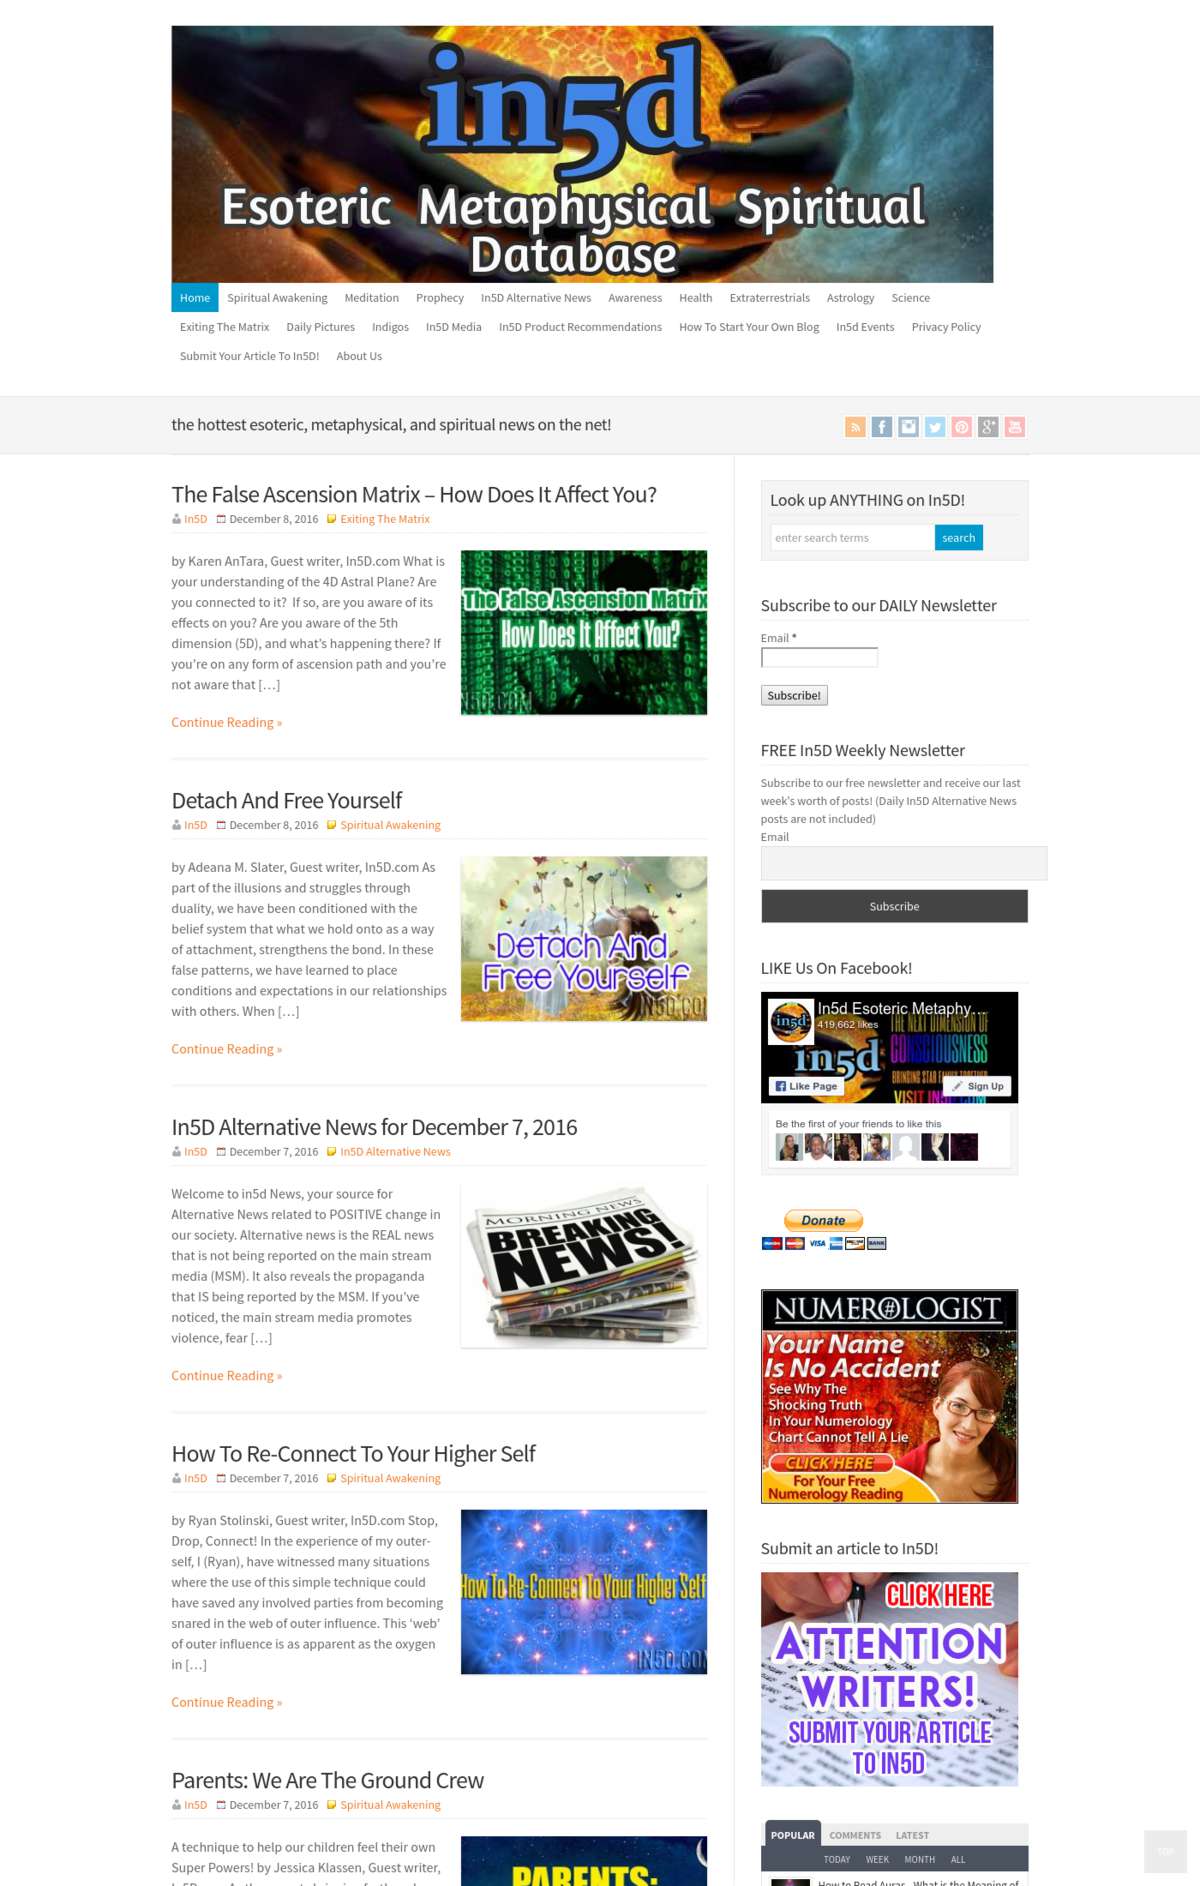 in5d
Esoteric Metaphysical Spiritual
Database
Home Spiritual Awakening Meditation Prophecy In5D Alternative News Awareness Health Extraterrestrials Astrology Science
Exiting The Matrix Daily Pictures Indigos In5D Media In5D Product Recommendations How To Start Your Own Blog In5d Events Privacy Policy
Submit Your Article To In5D! About Us
the hottest esoteric, metaphysical, and spiritual news on the net!
The False Ascension Matrix – How Does It Affect You?
In5D December 8, 2016 Exiting The Matrix
by Karen AnTara, Guest writer, In5D.com What is
your understanding of the 4D Astral Plane? Are
you connected to it?  If so, are you aware of its
effects on you? Are you aware of the 5th
dimension (5D), and what's happening there? If
you're on any form of ascension path and you're
not aware that […]
The False Ascension Matrix
How Does It Affect You?
IN5D.COM
Continue Reading »
Detach And Free Yourself
In5D December 8, 2016 Spiritual Awakening
by Adeana M. Slater, Guest writer, In5D.com As
part of the illusions and struggles through
duality, we have been conditioned with the
belief system that what we hold onto as a way
of attachment, strengthens the bond. In these
false patterns, we have learned to place
conditions and expectations in our relationships
with others. When […]
Detach And
Free Yourself
IN5D.CO
Continue Reading »
In5D Alternative News for December 7, 2016
In5D December 7, 2016 In5D Alternative News
Welcome to in5d News, your source for
Alternative News related to POSITIVE change in
our society. Alternative news is the REAL news
that is not being reported on the main stream
media (MSM). It also reveals the propaganda
that IS being reported by the MSM. If you've
noticed, the main stream media promotes
violence, fear […]
MORNING NEWS
BREAKING
NEWS!
Continue Reading »
How To Re-Connect To Your Higher Self
In5D December 7, 2016 Spiritual Awakening
by Ryan Stolinski, Guest writer, In5D.com Stop,
Drop, Connect! In the experience of my outer-
self, I (Ryan), have witnessed many situations
where the use of this simple technique could
have saved any involved parties from becoming
snared in the web of outer influence. This 'web'
of outer influence is as apparent as the oxygen
in […]
How To Re-Connect To Your Higher Self
IN5D.CO
Continue Reading »
Parents: We Are The Ground Crew
In5D December 7, 2016 Spiritual Awakening
A technique to help our children feel their own
Super Powers! by Jessica Klassen, Guest writer,
PARENTS:
Look up ANYTHING on In5D!
enter search terms search
Subscribe to our DAILY Newsletter
Email *
Subscribe!
FREE In5D Weekly Newsletter
Subscribe to our free newsletter and receive our last
week's worth of posts! (Daily In5D Alternative News
posts are not included)
Email
Subscribe
LIKE Us On Facebook!
In5d Esoteric Metaphy...
419,662 likes
in5d
THE NEXT DIMENSION OF
CONSCIOUSNESS
BRINGING STAR FAMILY TOGETHER
VISIT IN5D.COM
Like Page Sign Up
Be the first of your friends to like this
Donate
VISA BANK
NUMEROLOGIST
Your Name
Is No Accident
See Why The
Shocking Truth
In Your Numerology
Chart Cannot Tell A Lie
CLICK HERE
For Your Free
Numerology Reading
Submit an article to In5D!
CLICK HERE
ATTENTION
WRITERS!
SUBMIT YOUR ARTICLE
TO IN5D
POPULAR COMMENTS LATEST
TODAY WEEK MONTH ALL
How to Read Auras - What is the Meaning of
TOP